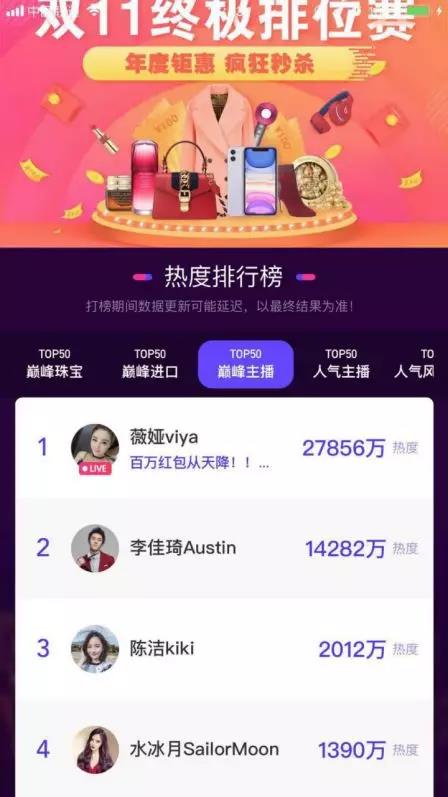 双11终极排位赛
年度钜惠 疯狂秒杀
热度排行榜
打榜期间数据更新可能延迟，以最终结果为准！
TOP50 TOP50 TOP50 TOP50 TOP50
巅峰珠宝 巅峰进口 巅峰主播 人气主播 人气风
1 薇娅viya 27856万 热度
LIVE 百万红包从天降！！...
2 李佳琦Austin 14282万 热度
3 陈洁kiki 2012万 热度
4 水冰月SailorMoon 1390万 热度